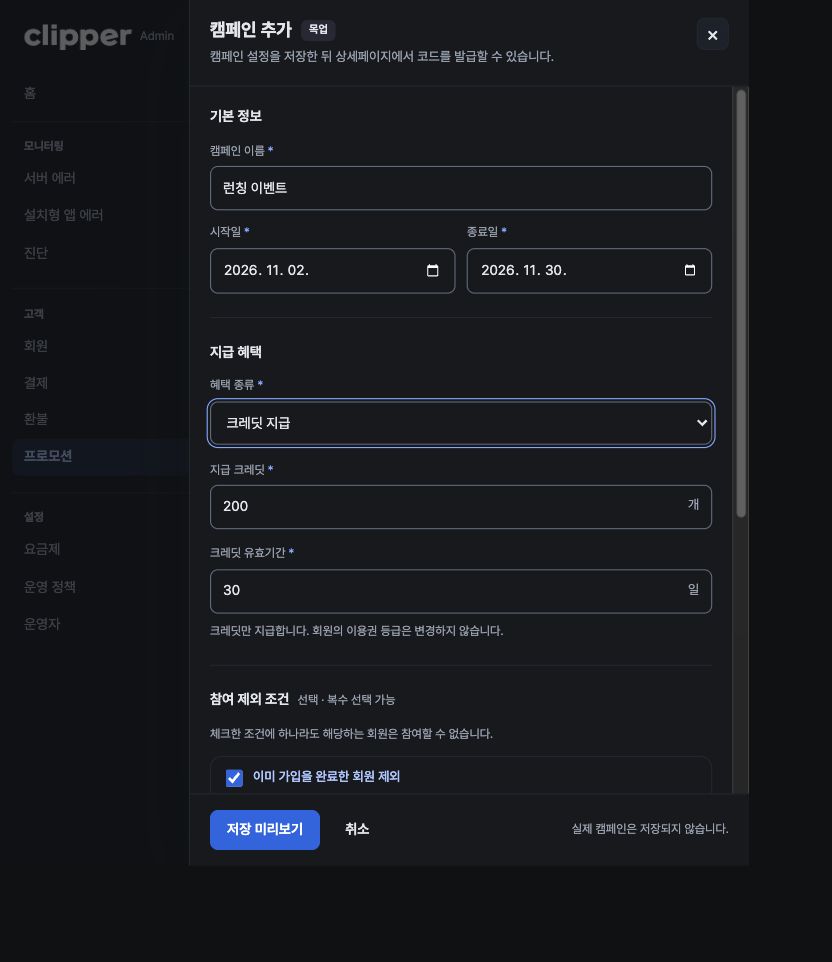 clipper Admin
홈
모니터링
서버 에러
설치형 앱 에러
진단
고객
회원
결제
환불
프로모션
설정
요금제
운영 정책
운영자
캠페인 추가 목업
캠페인 설정을 저장한 뒤 상세페이지에서 코드를 발급할 수 있습니다.
기본 정보
캠페인 이름 *
런칭 이벤트
시작일 * 종료일 *
2026. 11. 02. 2026. 11. 30.
지급 혜택
혜택 종류 *
크레딧 지급
지급 크레딧 *
200 개
크레딧 유효기간 *
30 일
크레딧만 지급합니다. 회원의 이용권 등급은 변경하지 않습니다.
참여 제외 조건 선택 · 복수 선택 가능
체크한 조건에 하나라도 해당하는 회원은 참여할 수 없습니다.
이미 가입을 완료한 회원 제외
저장 미리보기 취소 실제 캠페인은 저장되지 않습니다.